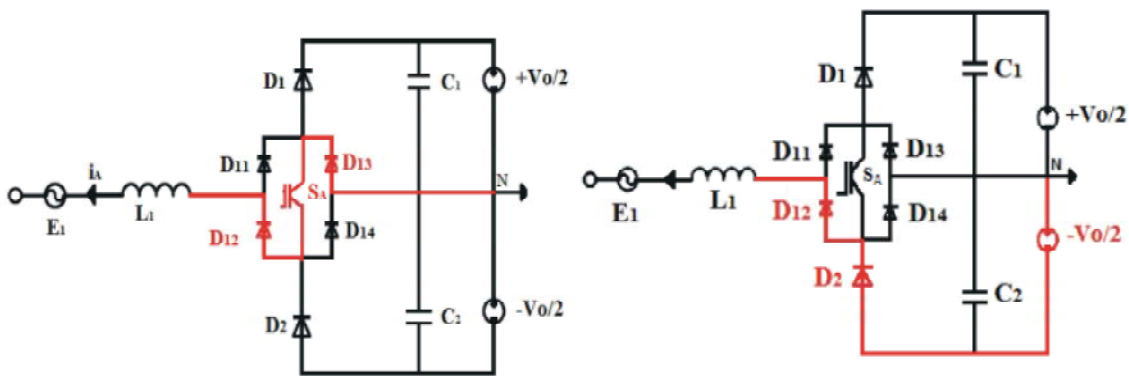 D1
C1
+Vo/2
D11
D13
iA
SA
N
L1
E1
D12
D14
D2
C2
-Vo/2
D1
C1
+Vo/2
D11
D13
N
SA
L1
E1
D12
D14
-Vo/2
D2
C2